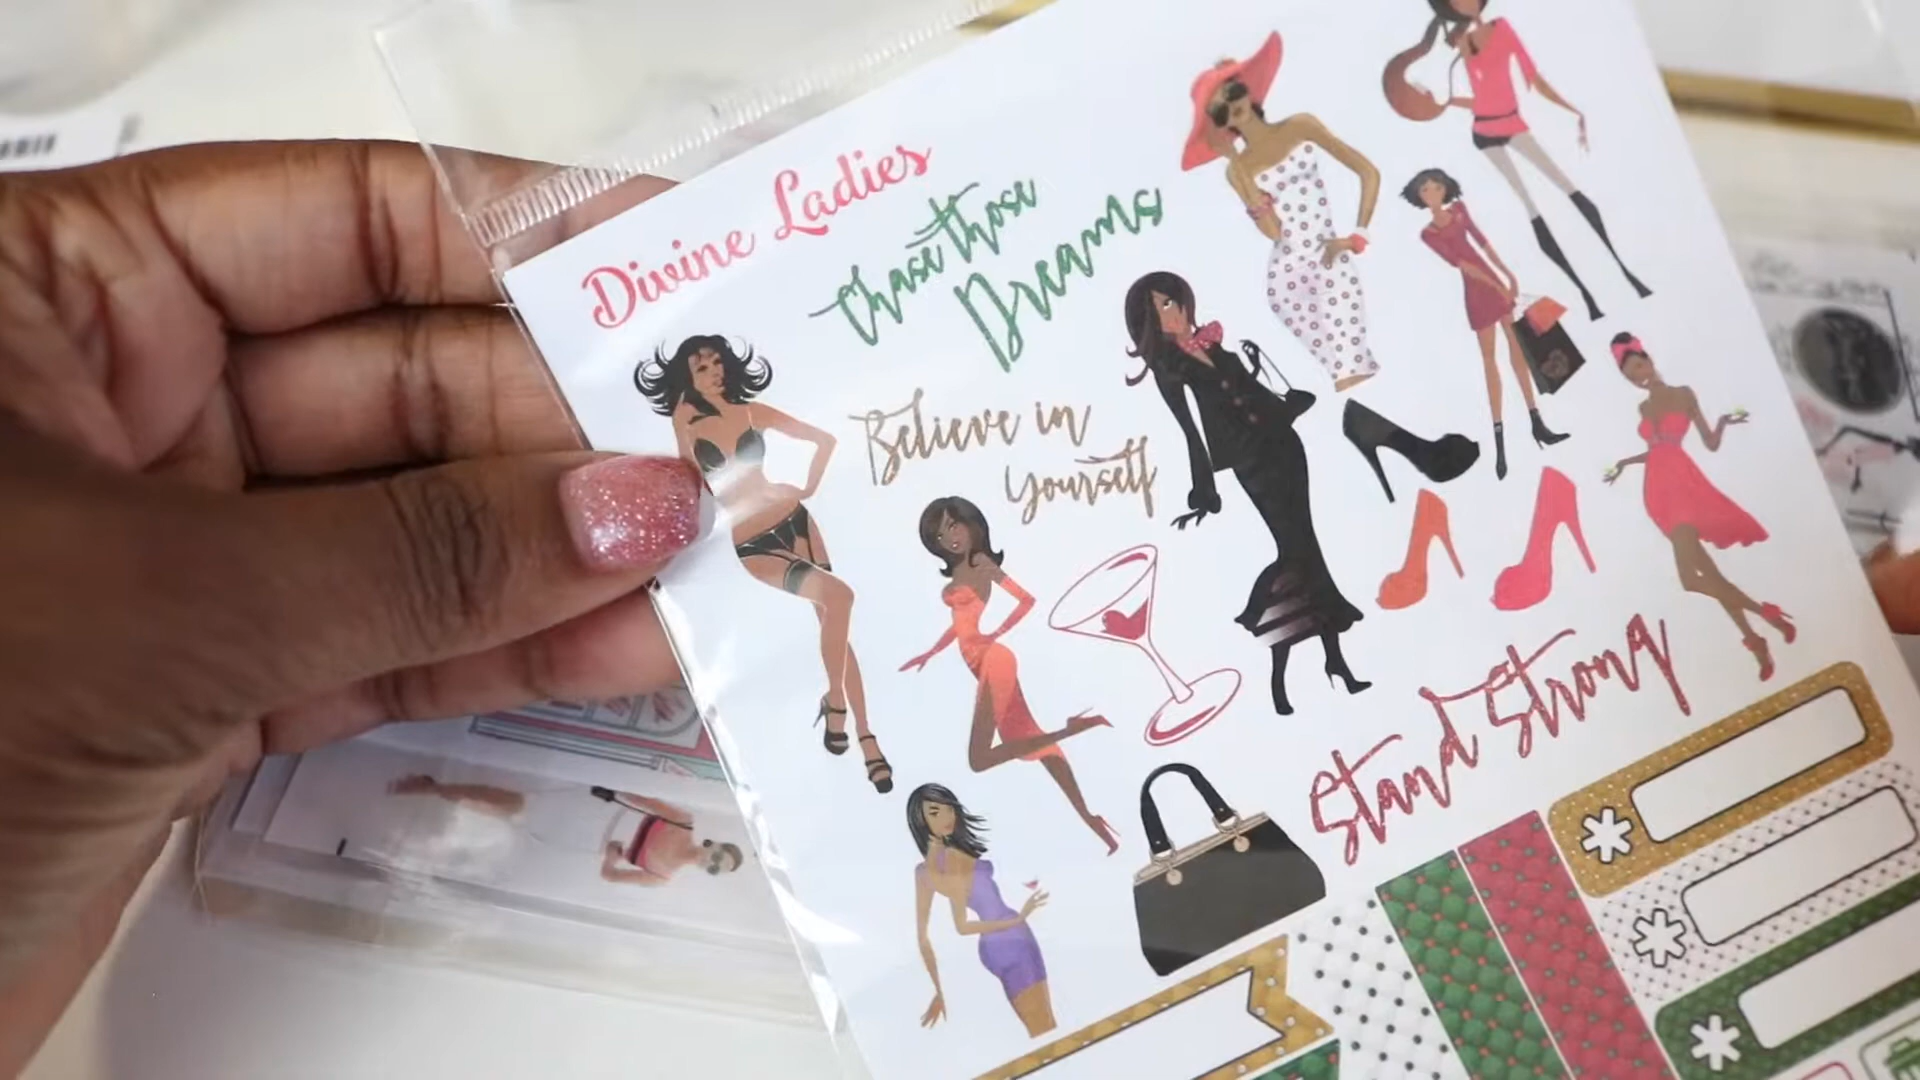 Divine Ladies
Chase those
Dreams
Believe in
Yourself
Stand Strong